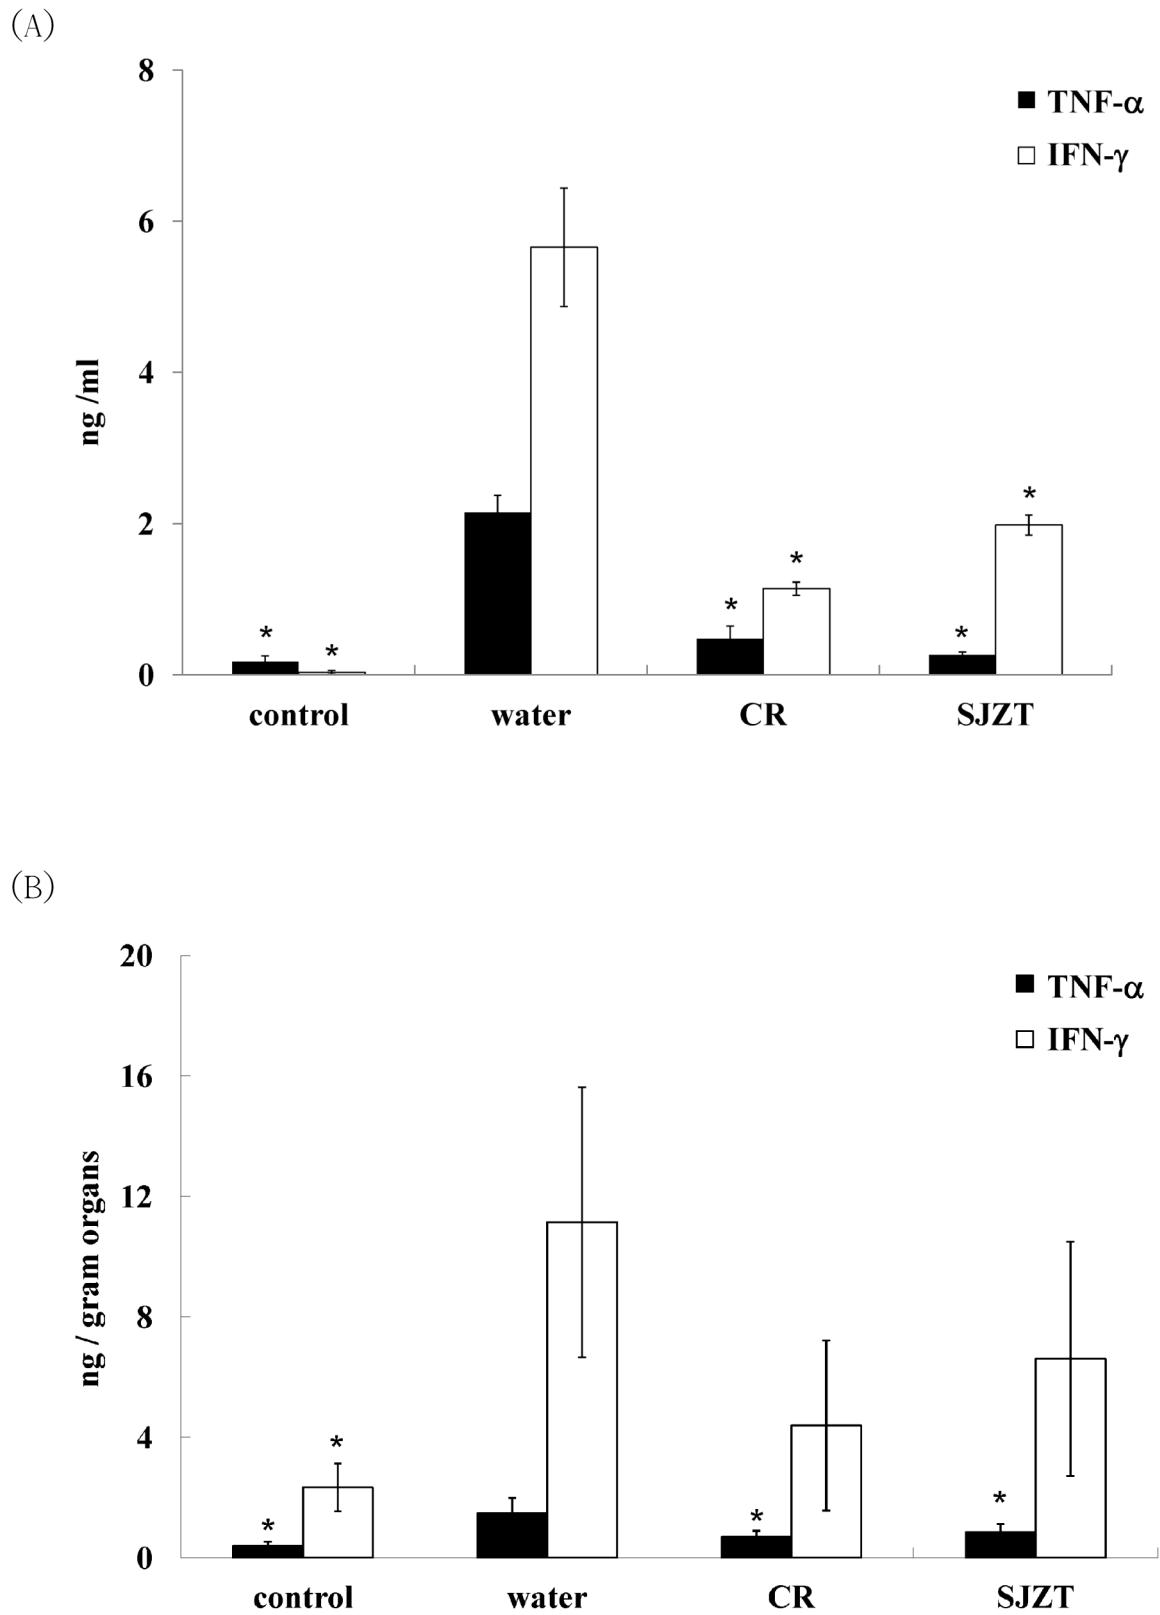 (A)
8
TNF-α
IFN-γ
6
4
ng /ml
2
*
*
*
*
*
*
0
control water CR SJZT
(B)
20
TNF-α
IFN-γ
16
12
ng / gram organs
8
4
*
*
*
*
0
control water CR SJZT